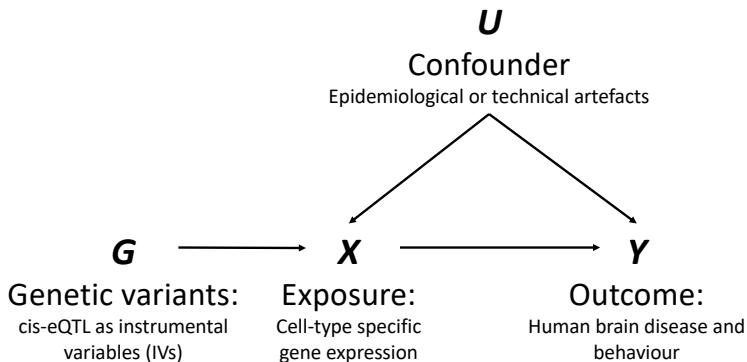 U
Confounder
Epidemiological or technical artefacts
G
X
Y
Genetic variants:
cis-eQTL as instrumental
variables (IVs)
Exposure:
Cell-type specific
gene expression
Outcome:
Human brain disease and
behaviour